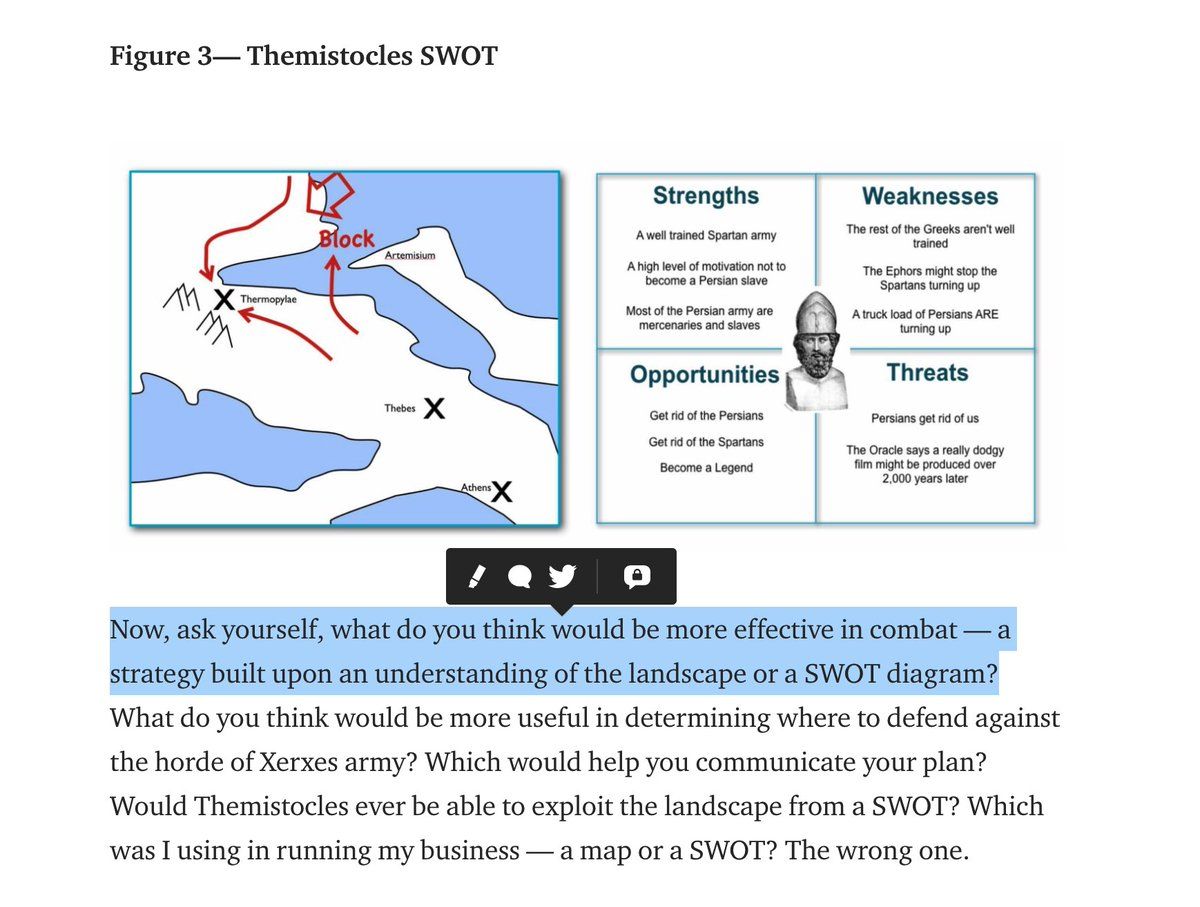 Figure 3— Themistocles SWOT
Block
Artemisium
Thermopylae
Thebes
Athens
Strengths
A well trained Spartan army
A high level of motivation not to
become a Persian slave
Most of the Persian army are
mercenaries and slaves
Weaknesses
The rest of the Greeks aren't well
trained
The Ephors might stop the
Spartans turning up
A truck load of Persians ARE
turning up
Opportunities
Get rid of the Persians
Get rid of the Spartans
Become a Legend
Threats
Persians get rid of us
The Oracle says a really dodgy
film might be produced over
2,000 years later
Now, ask yourself, what do you think would be more effective in combat — a
strategy built upon an understanding of the landscape or a SWOT diagram?
What do you think would be more useful in determining where to defend against
the horde of Xerxes army? Which would help you communicate your plan?
Would Themistocles ever be able to exploit the landscape from a SWOT? Which
was I using in running my business — a map or a SWOT? The wrong one.